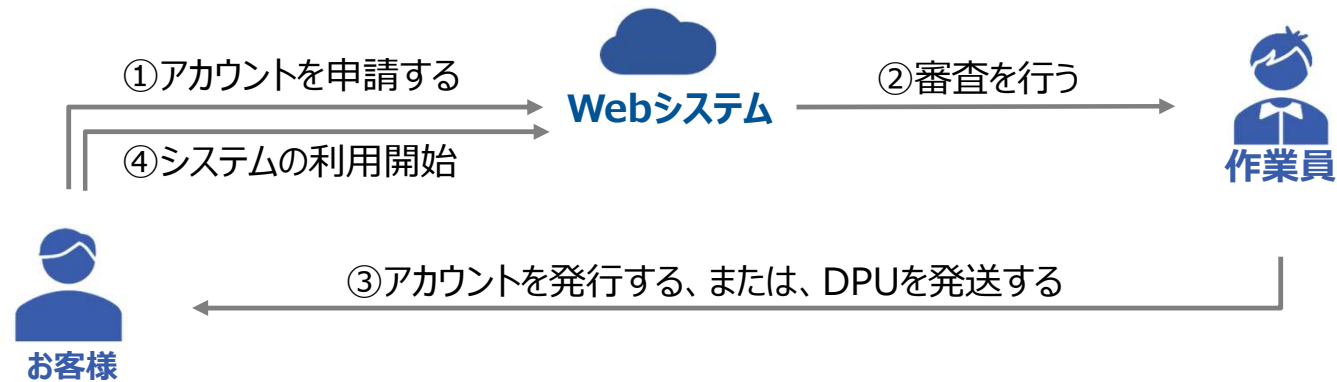 ①アカウントを申請する
Webシステム
②審査を行う
④システムの利用開始
作業員
③アカウントを発行する、または、DPUを発送する
お客様